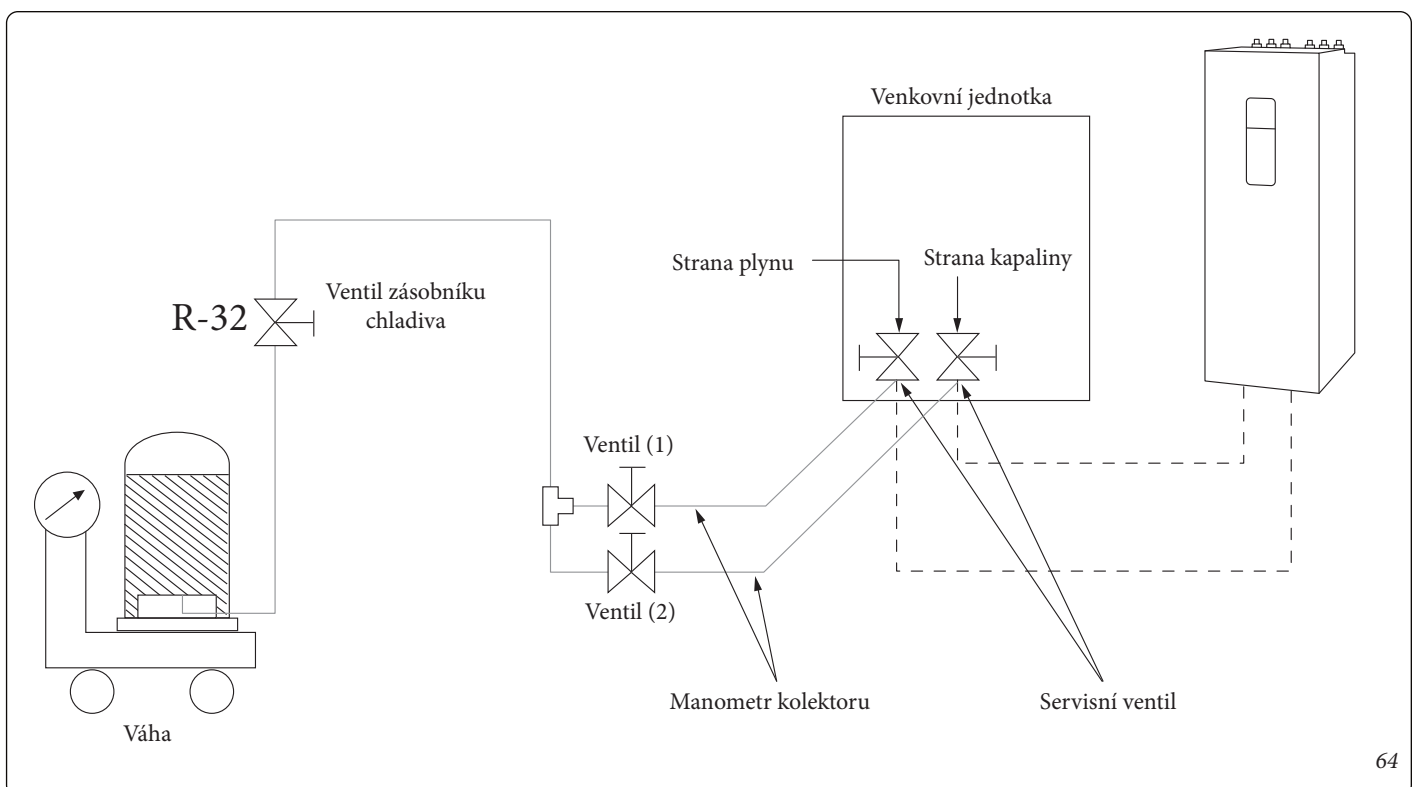 Venkovní jednotka
Strana plynu
Strana kapaliny
R-32
Ventil zásobníku
chladiva
Ventil (1)
Ventil (2)
Manometr kolektoru
Servisní ventil
Váha
64